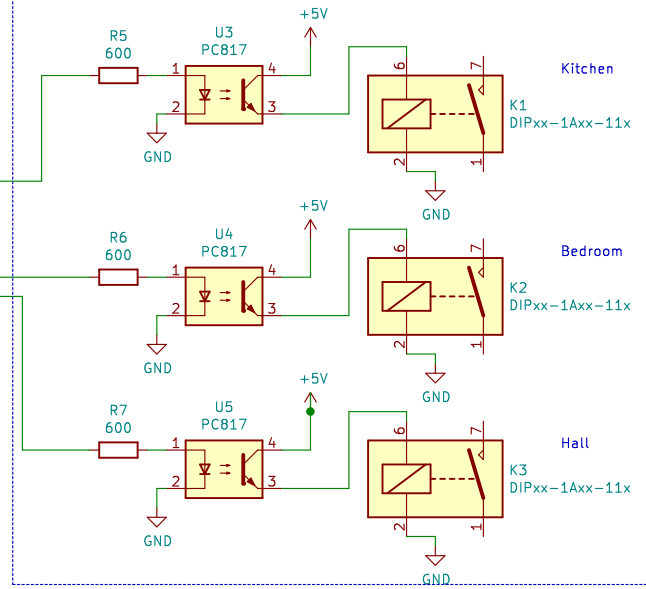 +5V
R5
600
U3
PC817
1
2
4
3
GND
6
7
2
1
K1
DIPxx-1Axx-11x
Kitchen
GND
+5V
R6
600
U4
PC817
1
2
4
3
GND
6
7
2
1
K2
DIPxx-1Axx-11x
Bedroom
GND
+5V
R7
600
U5
PC817
1
2
4
3
GND
6
7
2
1
K3
DIPxx-1Axx-11x
Hall
GND